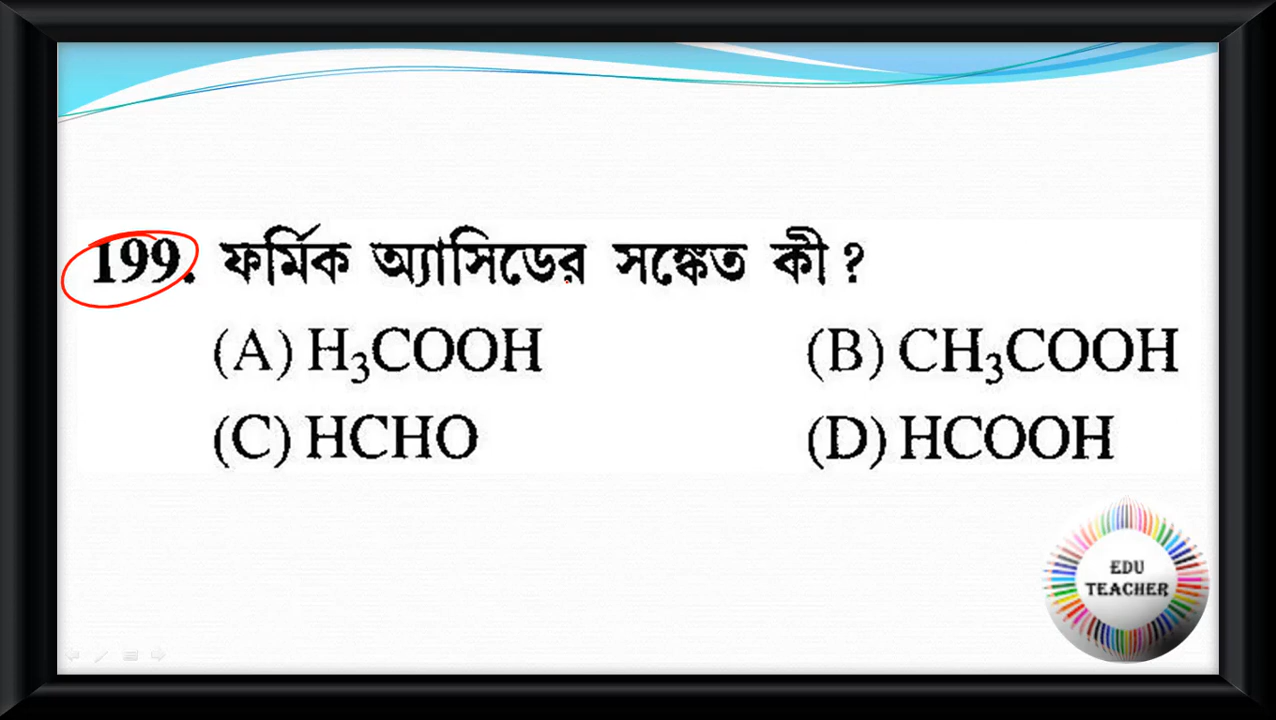 199. ফর্মিক অ্যাসিডের সঙ্কেত কী ?
(A) H₃COOH (B) CH₃COOH
(C) HCHO (D) HCOOH
EDU
TEACHER